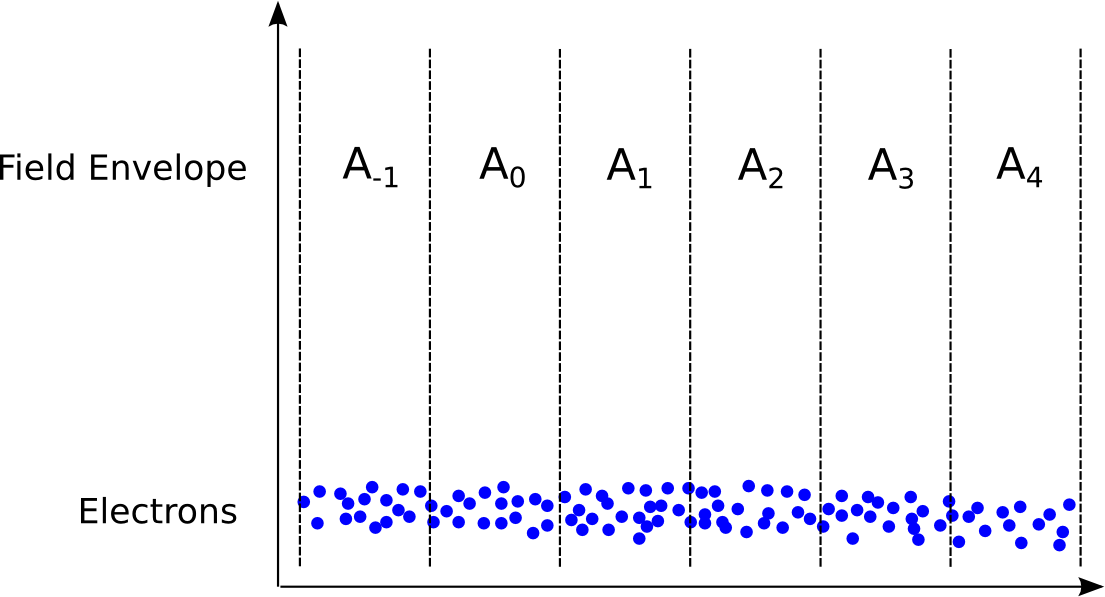 Field Envelope A₋₁ A₀ A₁ A₂ A₃ A₄
Electrons